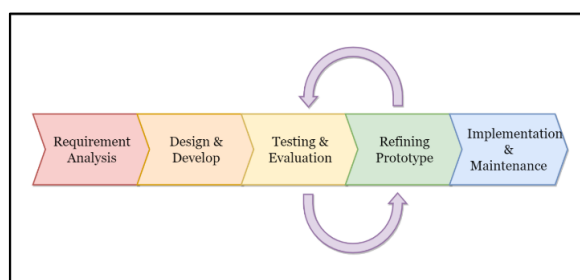 Requirement
Analysis
Design &
Develop
Testing &
Evaluation
Refining
Prototype
Implementation
&
Maintenance